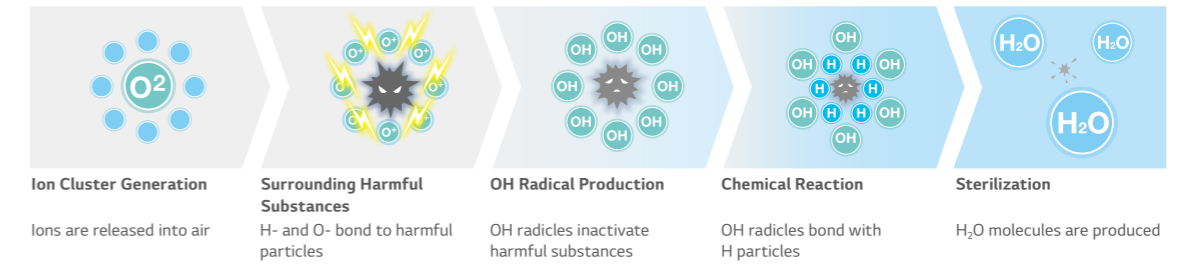 O²
O⁺
O⁺
O⁺
O⁺
O⁺
O⁺
O⁺
O⁺
OH
OH
OH
OH
OH
OH
OH
OH
OH
OH
OH
H
H
H
H
H
H
OH
OH
OH
H₂O
H₂O
H₂O
Ion Cluster Generation
Ions are released into air
Surrounding Harmful
Substances
H- and O- bond to harmful
particles
OH Radical Production
OH radicles inactivate
harmful substances
Chemical Reaction
OH radicles bond with
H particles
Sterilization
H₂O molecules are produced